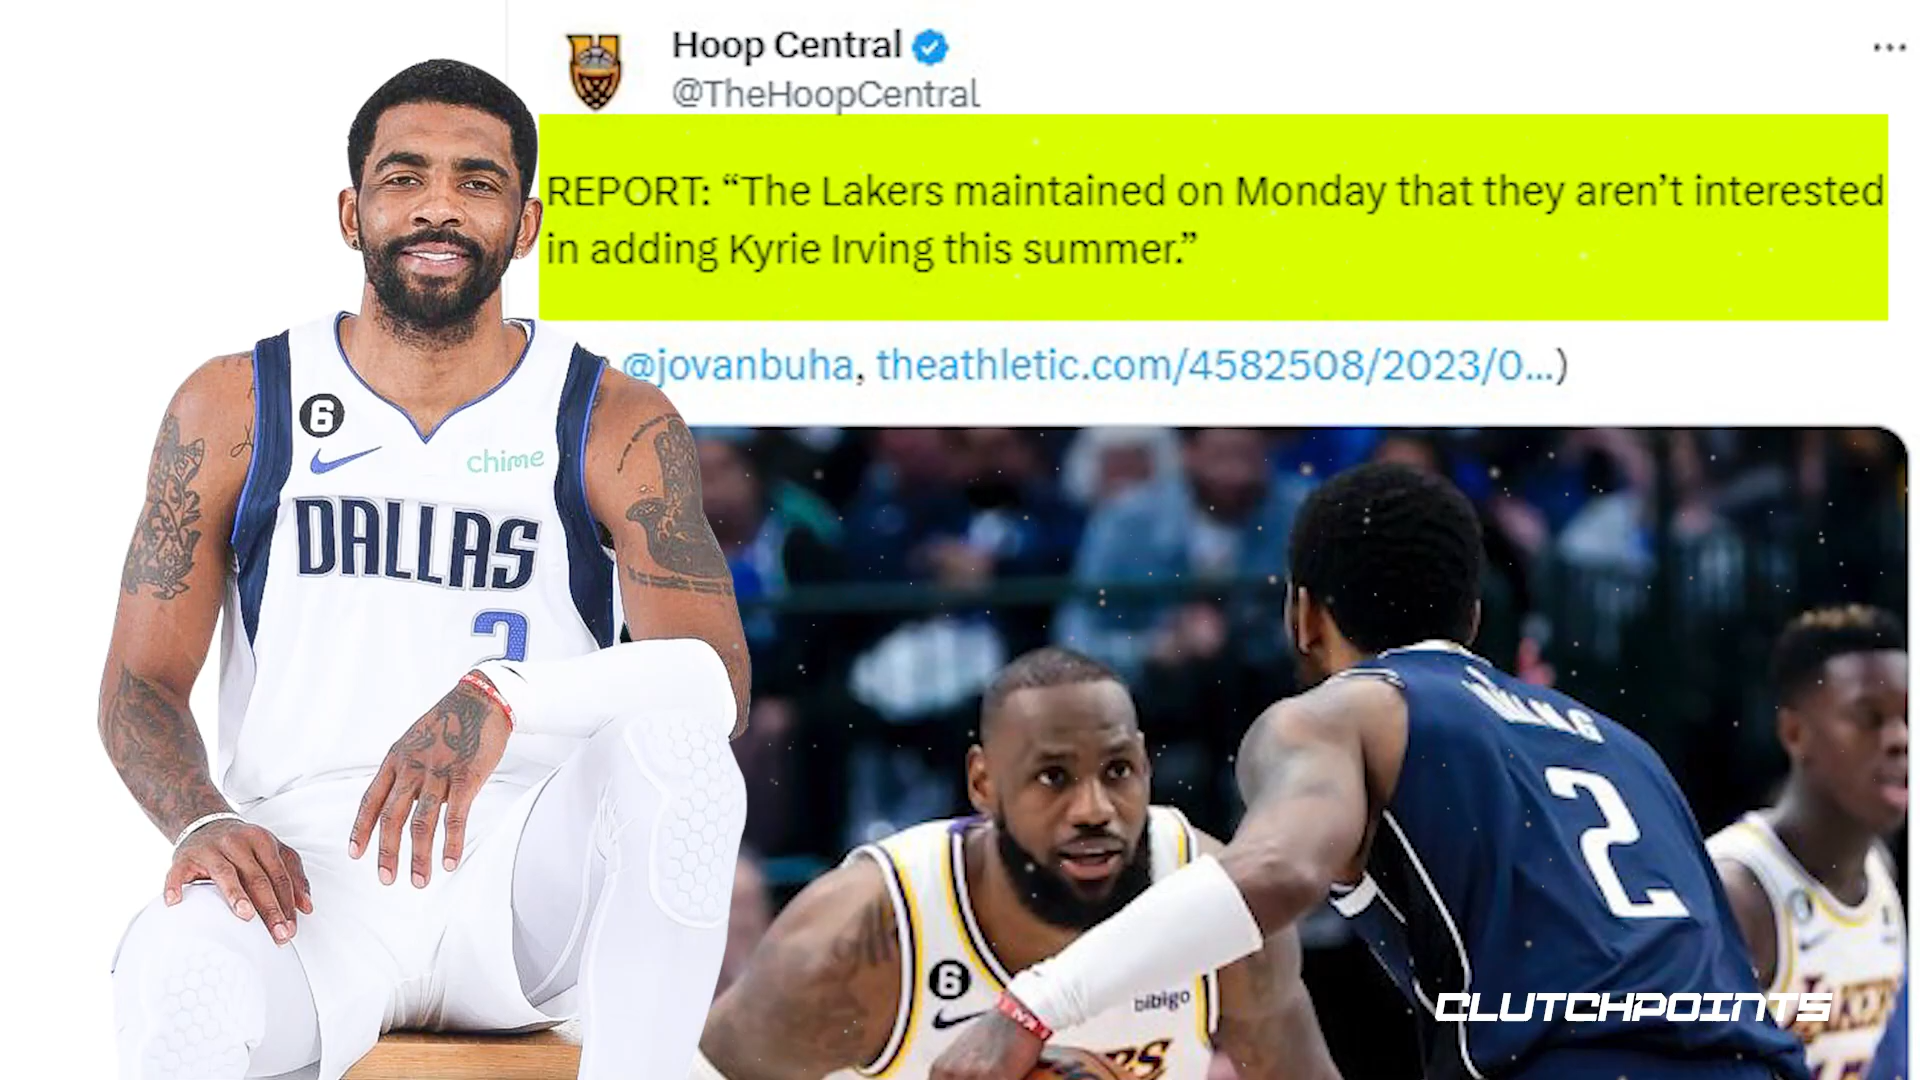 Hoop Central
@TheHoopCentral
REPORT: “The Lakers maintained on Monday that they aren’t interested
in adding Kyrie Irving this summer.”
@jovanbuha, theathletic.com/4582508/2023/0...)
6
chime
DALLAS
2
2
6
bibigo
CLUTCHPOINTS